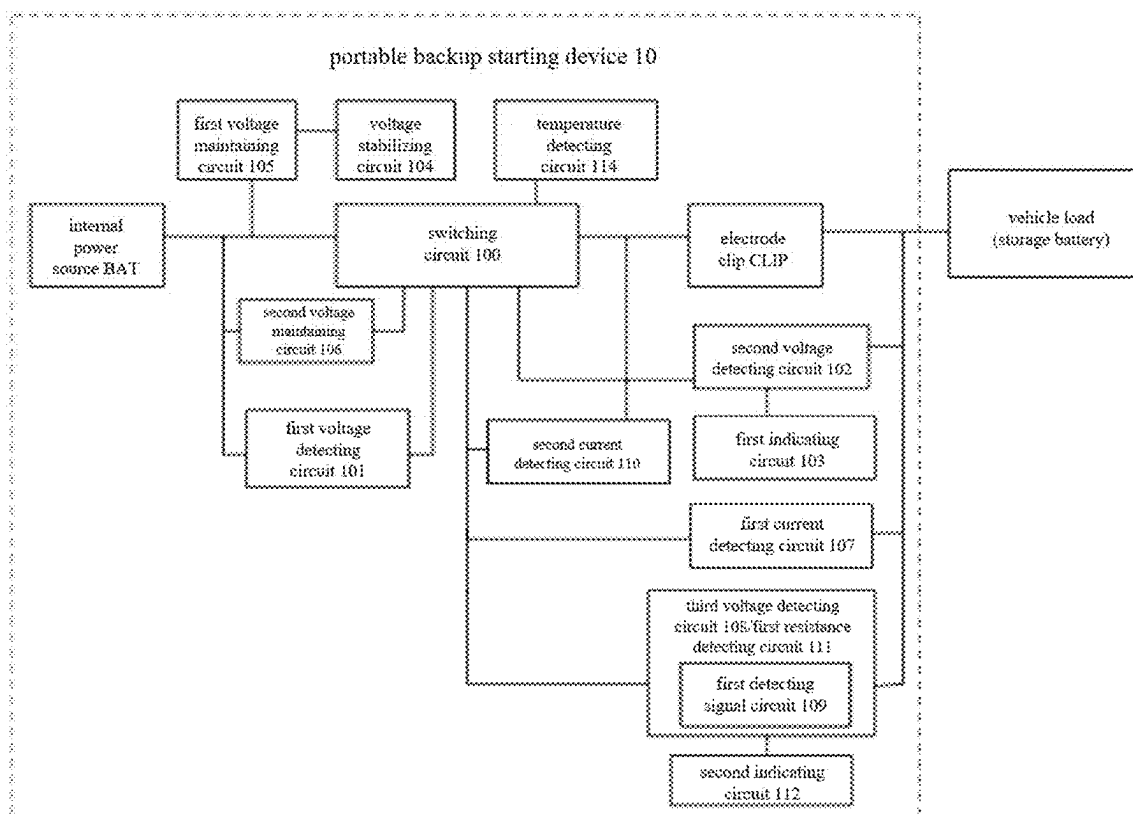 portable backup starting device 10
first voltage
maintaining
circuit 105
voltage
stabilizing
circuit 104
temperature
detecting
circuit 114
internal
power
source BAT
switching
circuit 100
electrode
clip CLIP
vehicle load
(storage battery)
second voltage
maintaining
circuit 106
second voltage
detecting circuit 102
first voltage
detecting
circuit 101
second current
detecting circuit 110
first indicating
circuit 103
first current
detecting circuit 107
third voltage detecting
circuit 108/first resistance
detecting circuit 111
first detecting
signal circuit 109
second indicating
circuit 112